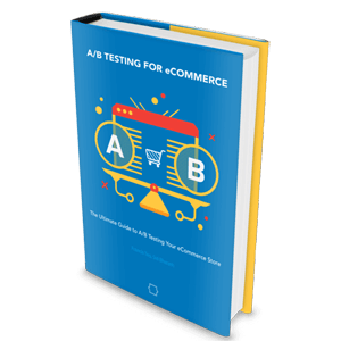 A/B TESTING FOR eCOMMERCE
A
B
The Ultimate Guide to A/B Testing Your eCommerce Store